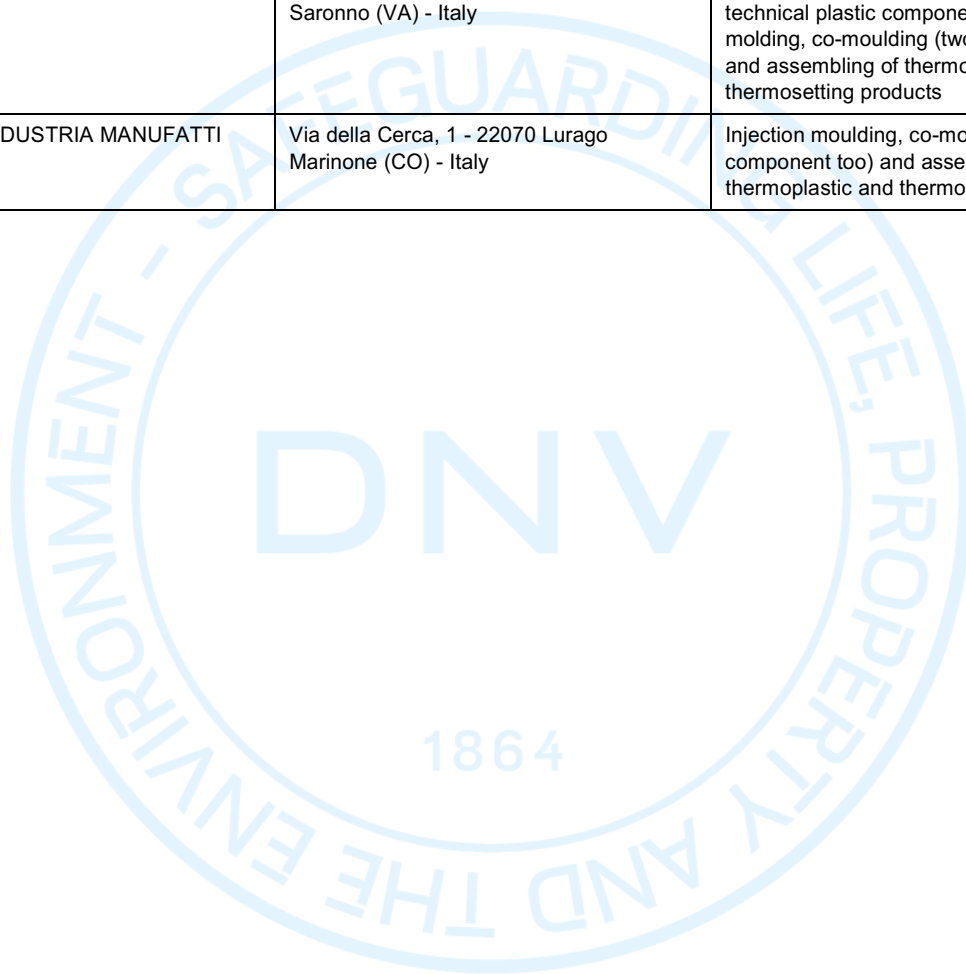 Saronno (VA) - Italy
technical plastic compone
molding, co-moulding (two
and assembling of thermo
thermosetting products
DUSTRIA MANUFATTI
Via della Cerca, 1 - 22070 Lurago
Marinone (CO) - Italy
Injection moulding, co-mo
component too) and asse
thermoplastic and thermo
SAFEGUARDING LIFE, PROPERTY AND THE ENVIRONMENT -
DNV
1864